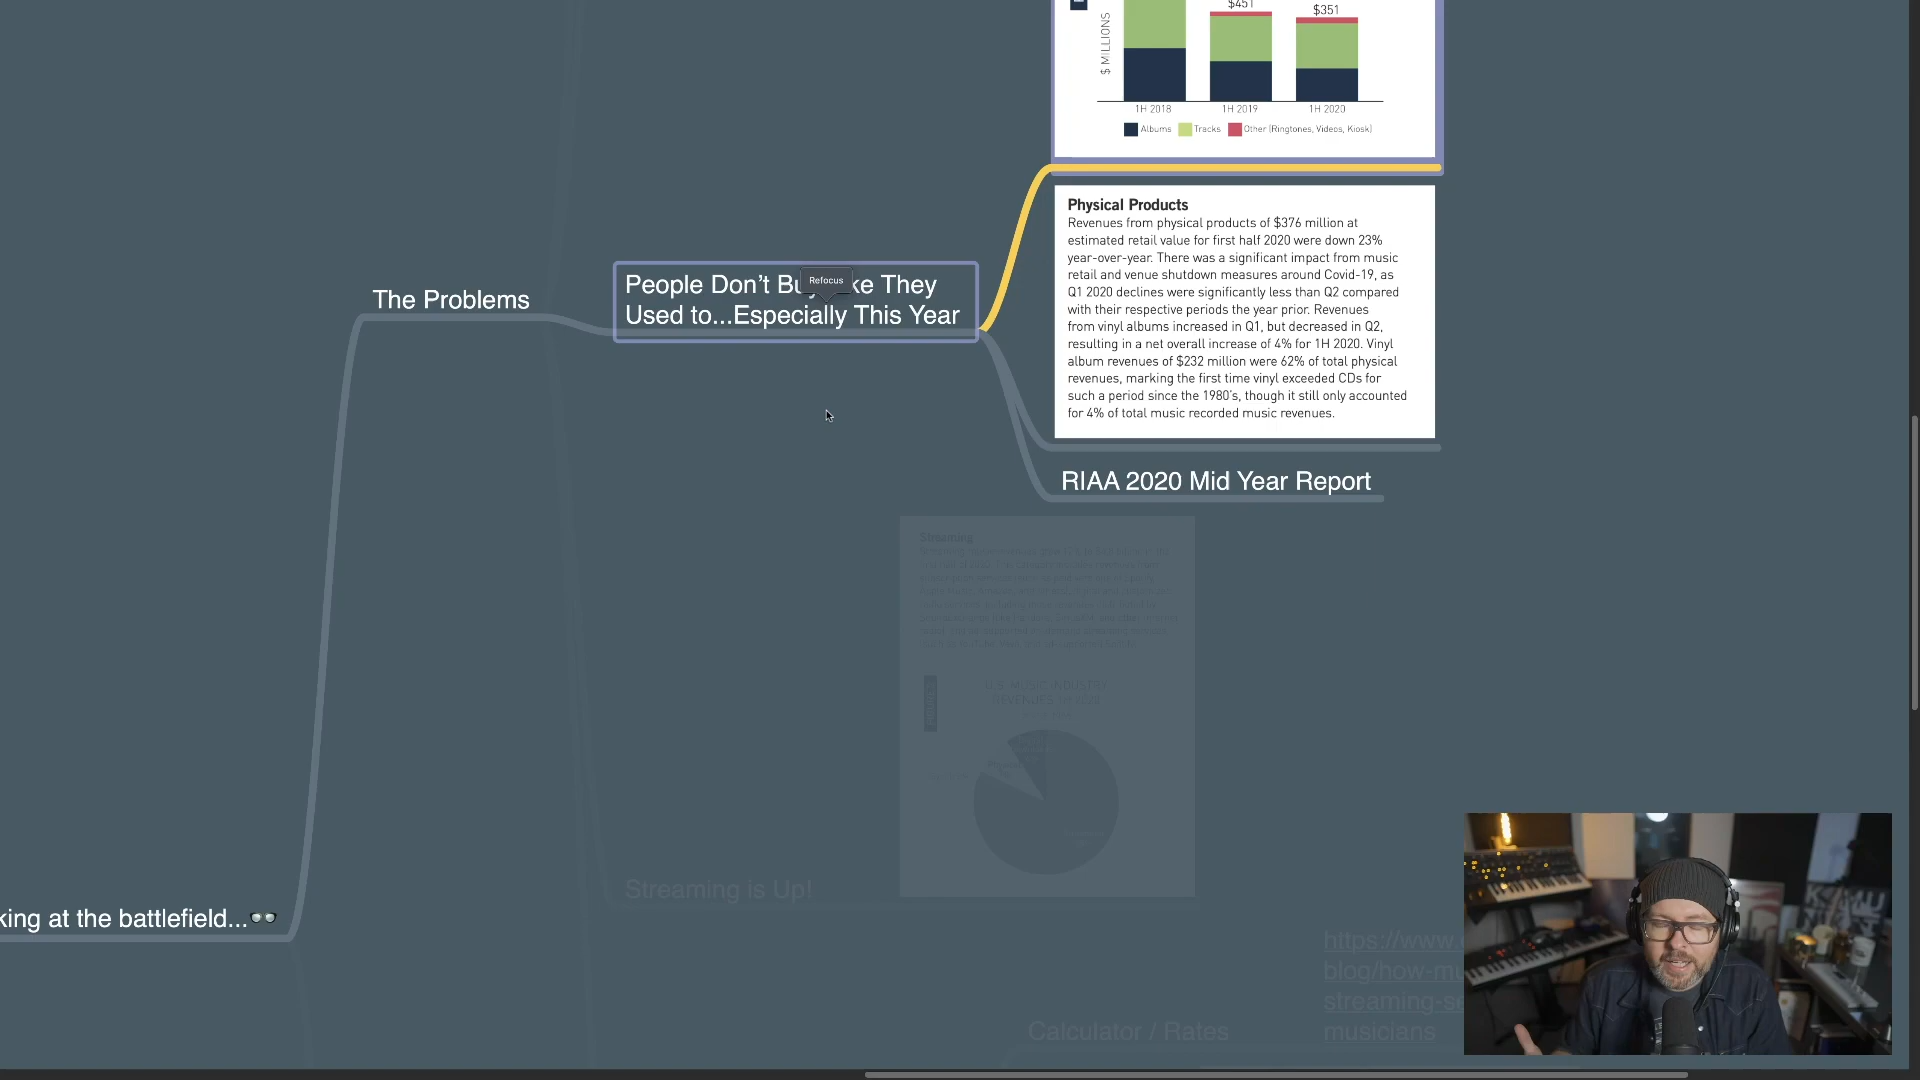 $451
$351
$ MILLIONS
1H 2018
1H 2019
1H 2020
Albums
Tracks
Other [Ringtones, Videos, Kiosk]
Physical Products
Revenues from physical products of $376 million at
estimated retail value for first half 2020 were down 23%
year-over-year. There was a significant impact from music
retail and venue shutdown measures around Covid-19, as
Q1 2020 declines were significantly less than Q2 compared
with their respective periods the year prior. Revenues
from vinyl albums increased in Q1, but decreased in Q2,
resulting in a net overall increase of 4% for 1H 2020. Vinyl
album revenues of $232 million were 62% of total physical
revenues, marking the first time vinyl exceeded CDs for
such a period since the 1980's, though it still only accounted
for 4% of total music recorded music revenues.
The Problems
People Don’t Buy ke They
Used to...Especially This Year
Refocus
RIAA 2020 Mid Year Report
Streaming
U.S. MUSIC INDUSTRY
REVENUES 1H 2020
Streaming is Up!
king at the battlefield...
https://www.
blog/how-mu
streaming-se
musicians
Calculator / Rates